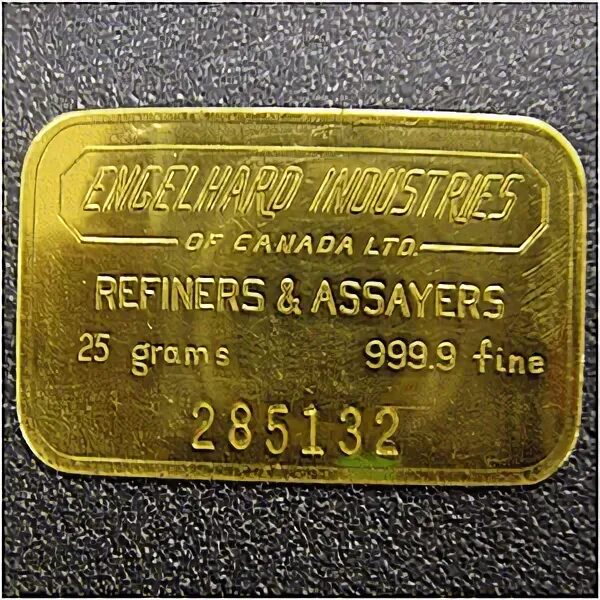 ENGELHARD INDUSTRIES
OF CANADA LTD.
REFINERS & ASSAYERS
25 grams 999.9 fine
285132